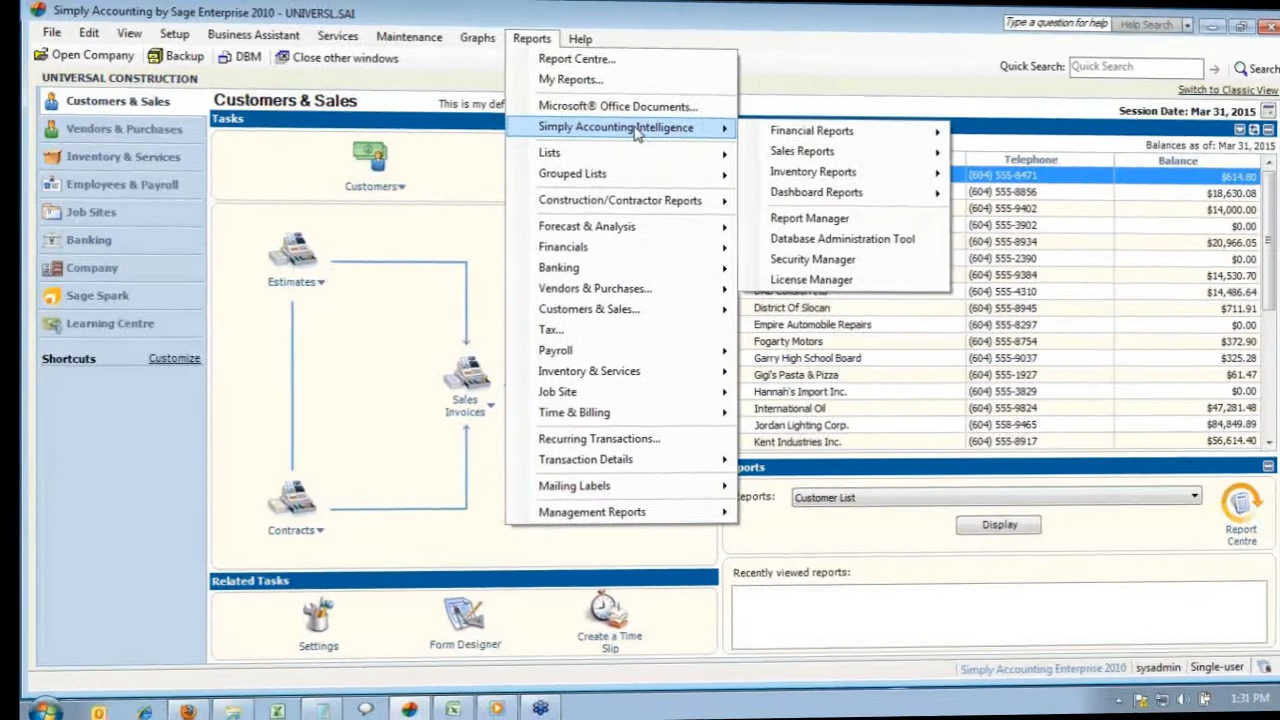 Simply Accounting by Sage Enterprise 2010 - UNIVERSL.SAI
Type a question for help
Help Search
File
Edit
View
Setup
Business Assistant
Services
Maintenance
Graphs
Reports
Help
Open Company
Backup
DBM
Close other windows
Quick Search:
Quick Search
Search
UNIVERSAL CONSTRUCTION
Switch to Classic View
Customers & Sales
Vendors & Purchases
Inventory & Services
Employees & Payroll
Job Sites
Banking
Company
Sage Spark
Learning Centre
Shortcuts
Customize
Customers & Sales
This is my def
Session Date: Mar 31, 2015
Tasks
Customers
Estimates
Sales
Invoices
Contracts
Related Tasks
Settings
Form Designer
Create a Time
Slip
Report Centre...
My Reports...
Microsoft® Office Documents...
Simply Accounting Intelligence
Lists
Grouped Lists
Construction/Contractor Reports
Forecast & Analysis
Financials
Banking
Vendors & Purchases...
Customers & Sales...
Tax...
Payroll
Inventory & Services
Job Site
Time & Billing
Recurring Transactions...
Transaction Details
Mailing Labels
Management Reports
Financial Reports
Sales Reports
Inventory Reports
Dashboard Reports
Report Manager
Database Administration Tool
Security Manager
License Manager
Balances as of: Mar 31, 2015
Telephone
Balance
(604) 555-8471 $614.80
(604) 555-8856 $18,630.08
(604) 555-9402 $14,000.00
(604) 555-3902 $0.00
(604) 555-8934 $20,966.05
(604) 555-2390 $0.00
(604) 555-9384 $14,530.70
(604) 555-4310 $14,486.64
District Of Slocan (604) 555-8945 $711.91
Empire Automobile Repairs (604) 555-8297 $0.00
Fogarty Motors (604) 555-8754 $372.90
Garry High School Board (604) 555-9037 $325.28
Gigi's Pasta & Pizza (604) 555-1927 $61.47
Hannah's Import Inc. (604) 555-3829 $0.00
International Oil (604) 555-9824 $47,281.48
Jordan Lighting Corp. (604) 558-9465 $84,849.89
Kent Industries Inc. (604) 555-8917 $56,614.40
ports
eports:
Customer List
Display
Report
Centre
Recently viewed reports:
Simply Accounting Enterprise 2010
sysadmin
Single-user
1:31 PM